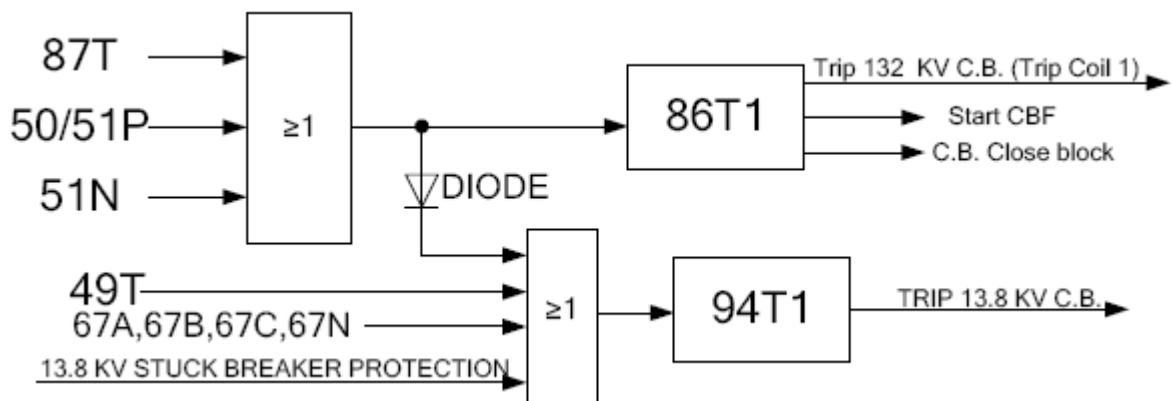 87T
50/51P
51N
≥1
86T1
Trip 132 KV C.B. (Trip Coil 1)
Start CBF
C.B. Close block
DIODE
49T
67A,67B,67C,67N
13.8 KV STUCK BREAKER PROTECTION
≥1
94T1
TRIP 13.8 KV C.B.